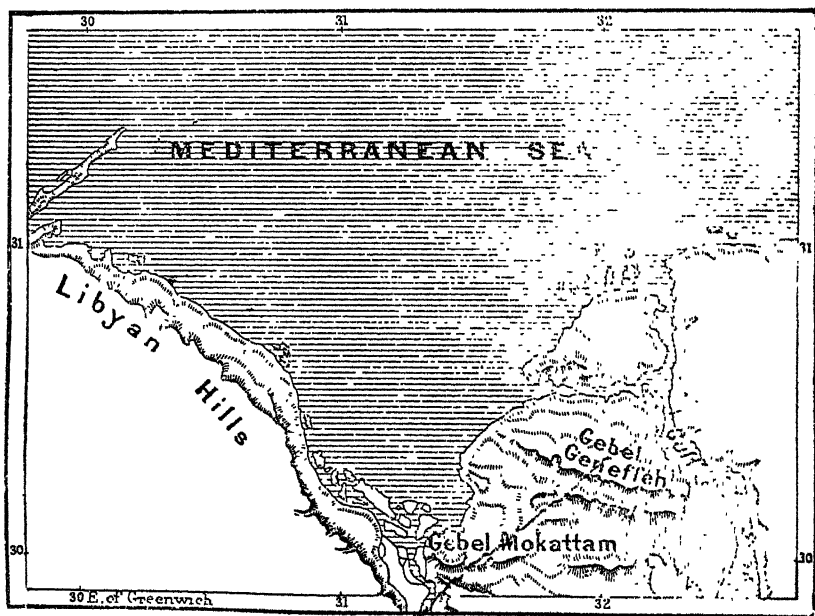 30 31 32
MEDITERRANEAN SEA
31 31
Libyan Hills
Gebel
Geneffeh
Gulf
Gebel Mokattam
30 30
30 E. of Greenwich 31 32